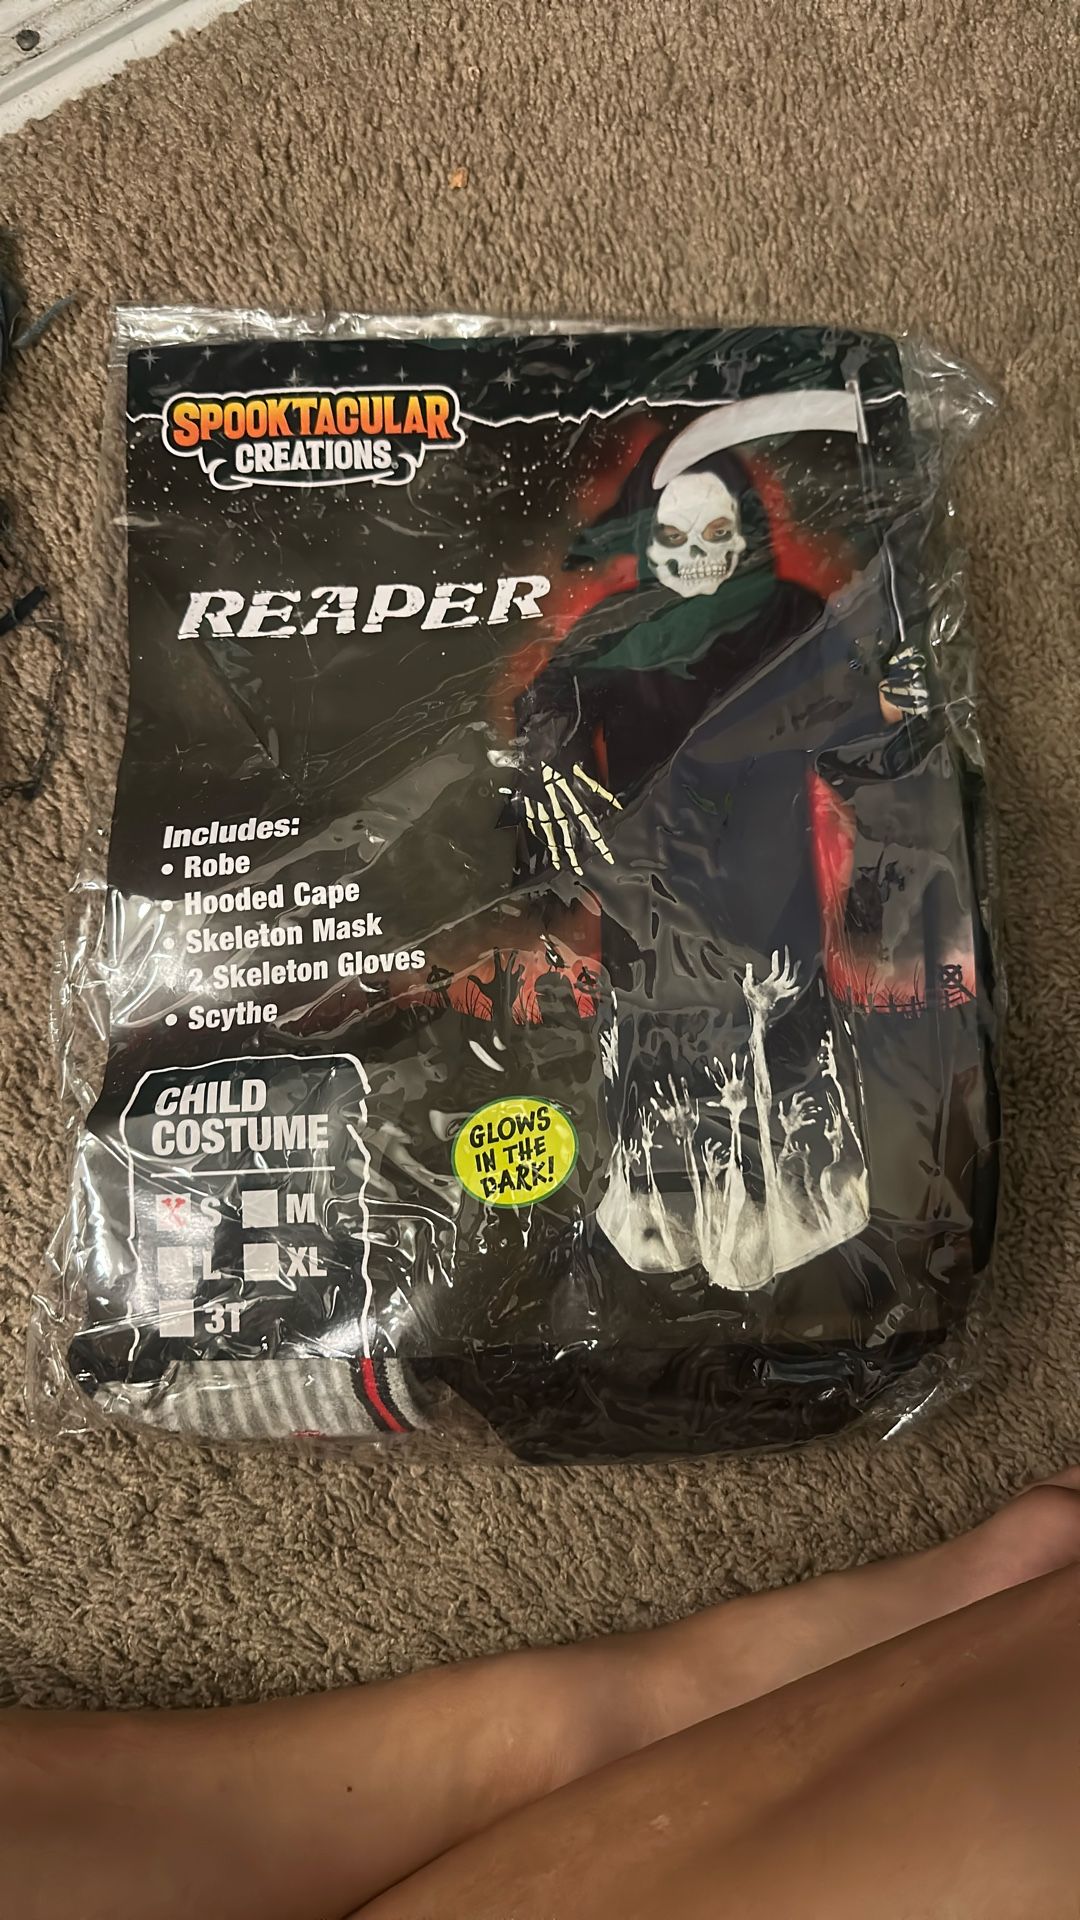 SPOOKTACULAR
CREATIONS®
REAPER
Includes:
• Robe
• Hooded Cape
• Skeleton Mask
• 2 Skeleton Gloves
• Scythe
CHILD
COSTUME
S M
L XL
3T
GLOWS
IN THE
DARK!